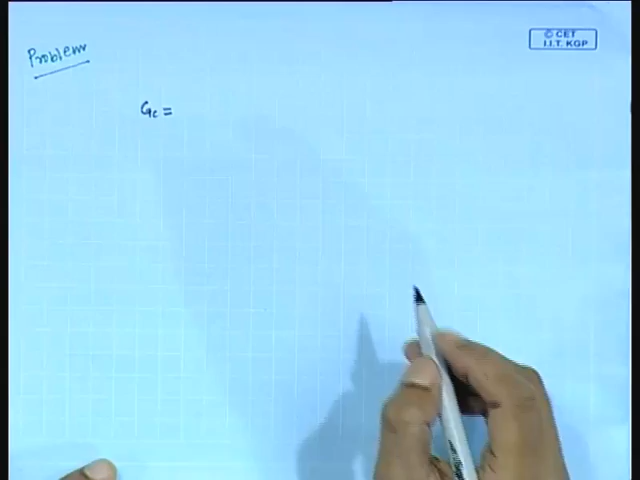 Problem
© CET
I.I.T. KGP
Gc =